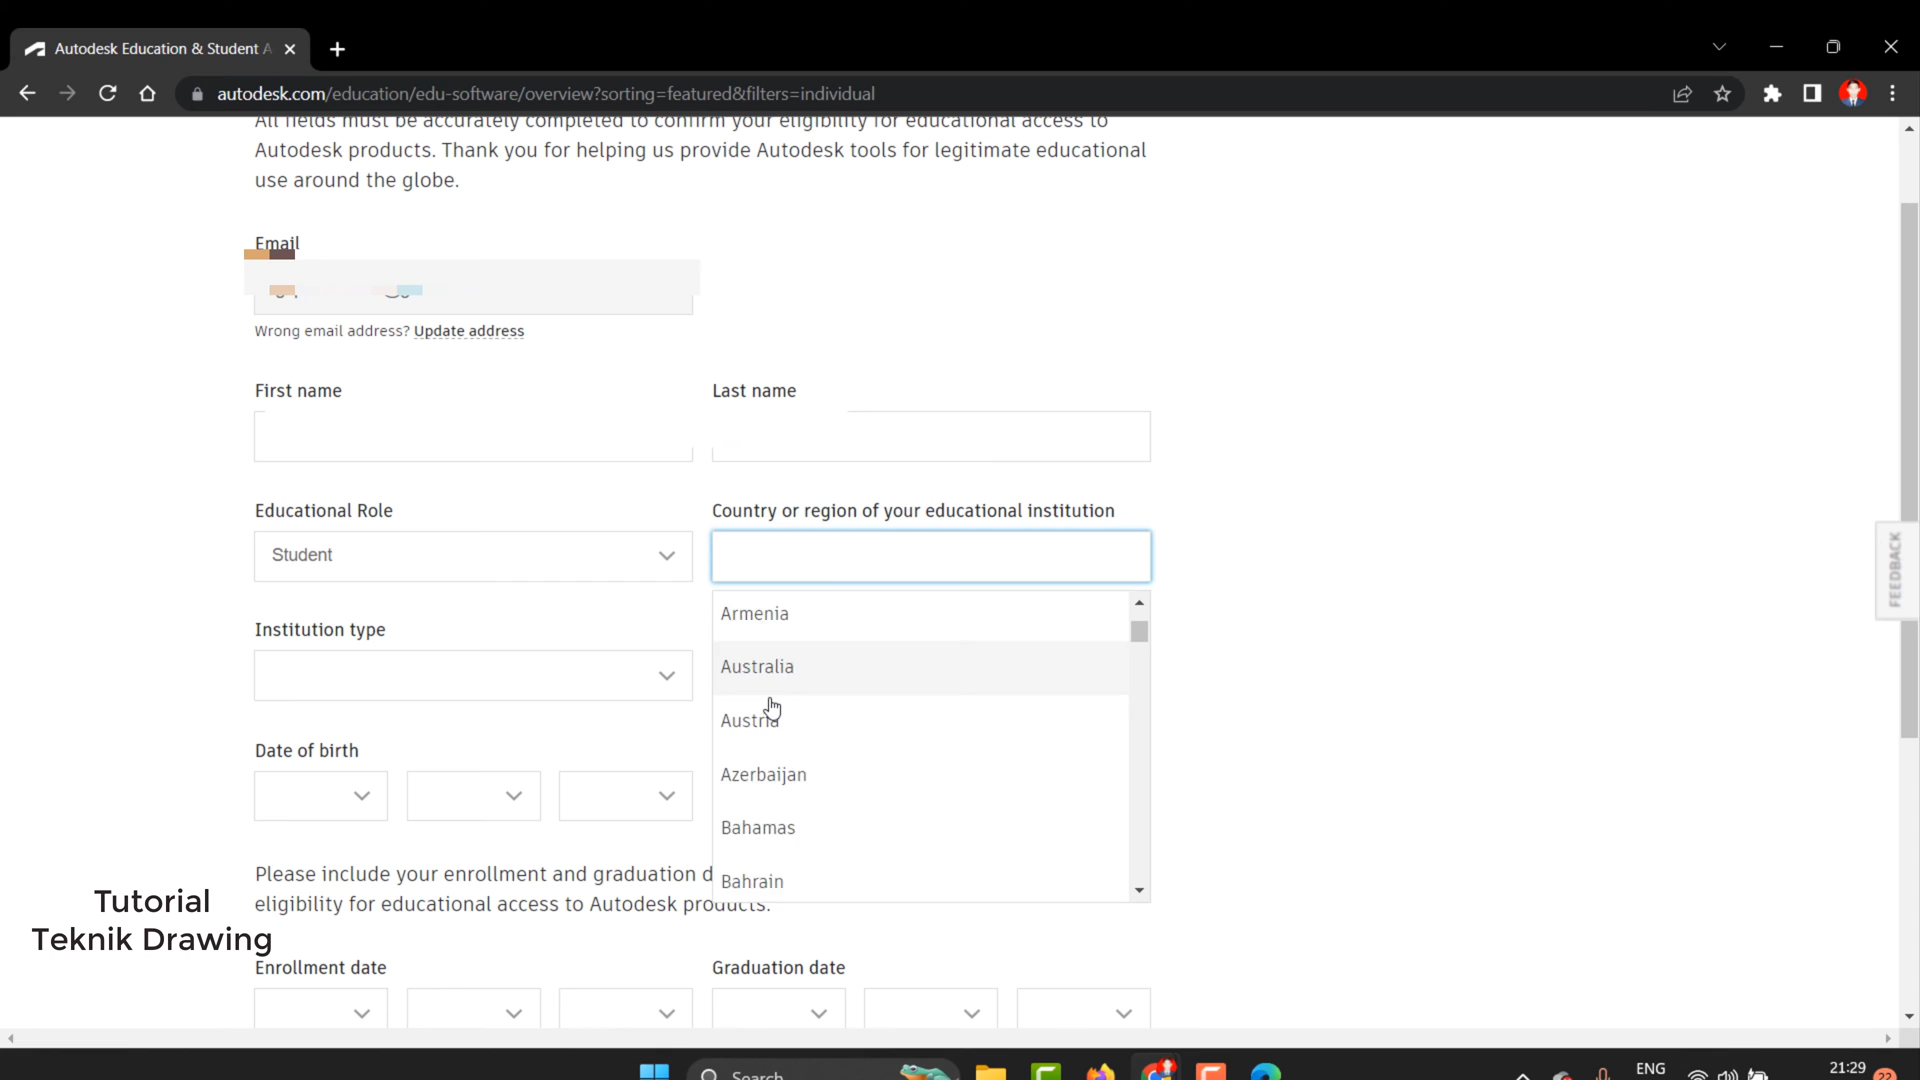 Autodesk Education & Student A
autodesk.com/education/edu-software/overview?sorting=featured&filters=individual
All fields must be accurately completed to confirm your eligibility for educational access to
Autodesk products. Thank you for helping us provide Autodesk tools for legitimate educational
use around the globe.
Email
Wrong email address? Update address
First name
Last name
Educational Role
Country or region of your educational institution
Student
Armenia
Institution type
Australia
Austria
Date of birth
Azerbaijan
Bahamas
Please include your enrollment and graduation d
Bahrain
eligibility for educational access to Autodesk products.
Tutorial
Teknik Drawing
Enrollment date
Graduation date
FEEDBACK
Search
ENG
21:29
22